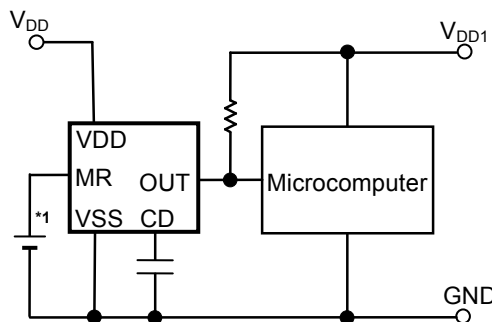 VDD
VDD1
VDD
MR
OUT
Microcomputer
*1
VSS
CD
GND